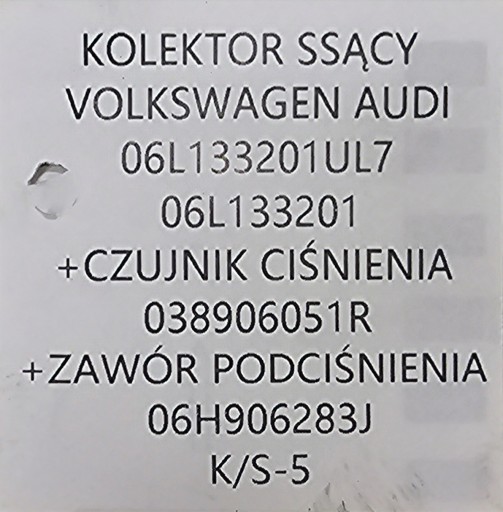 KOLEKTOR SSĄCY
VOLKSWAGEN AUDI
06L133201UL7
06L133201
+CZUJNIK CIŚNIENIA
038906051R
+ZAWÓR PODCIŚNIENIA
06H906283J
K/S-5